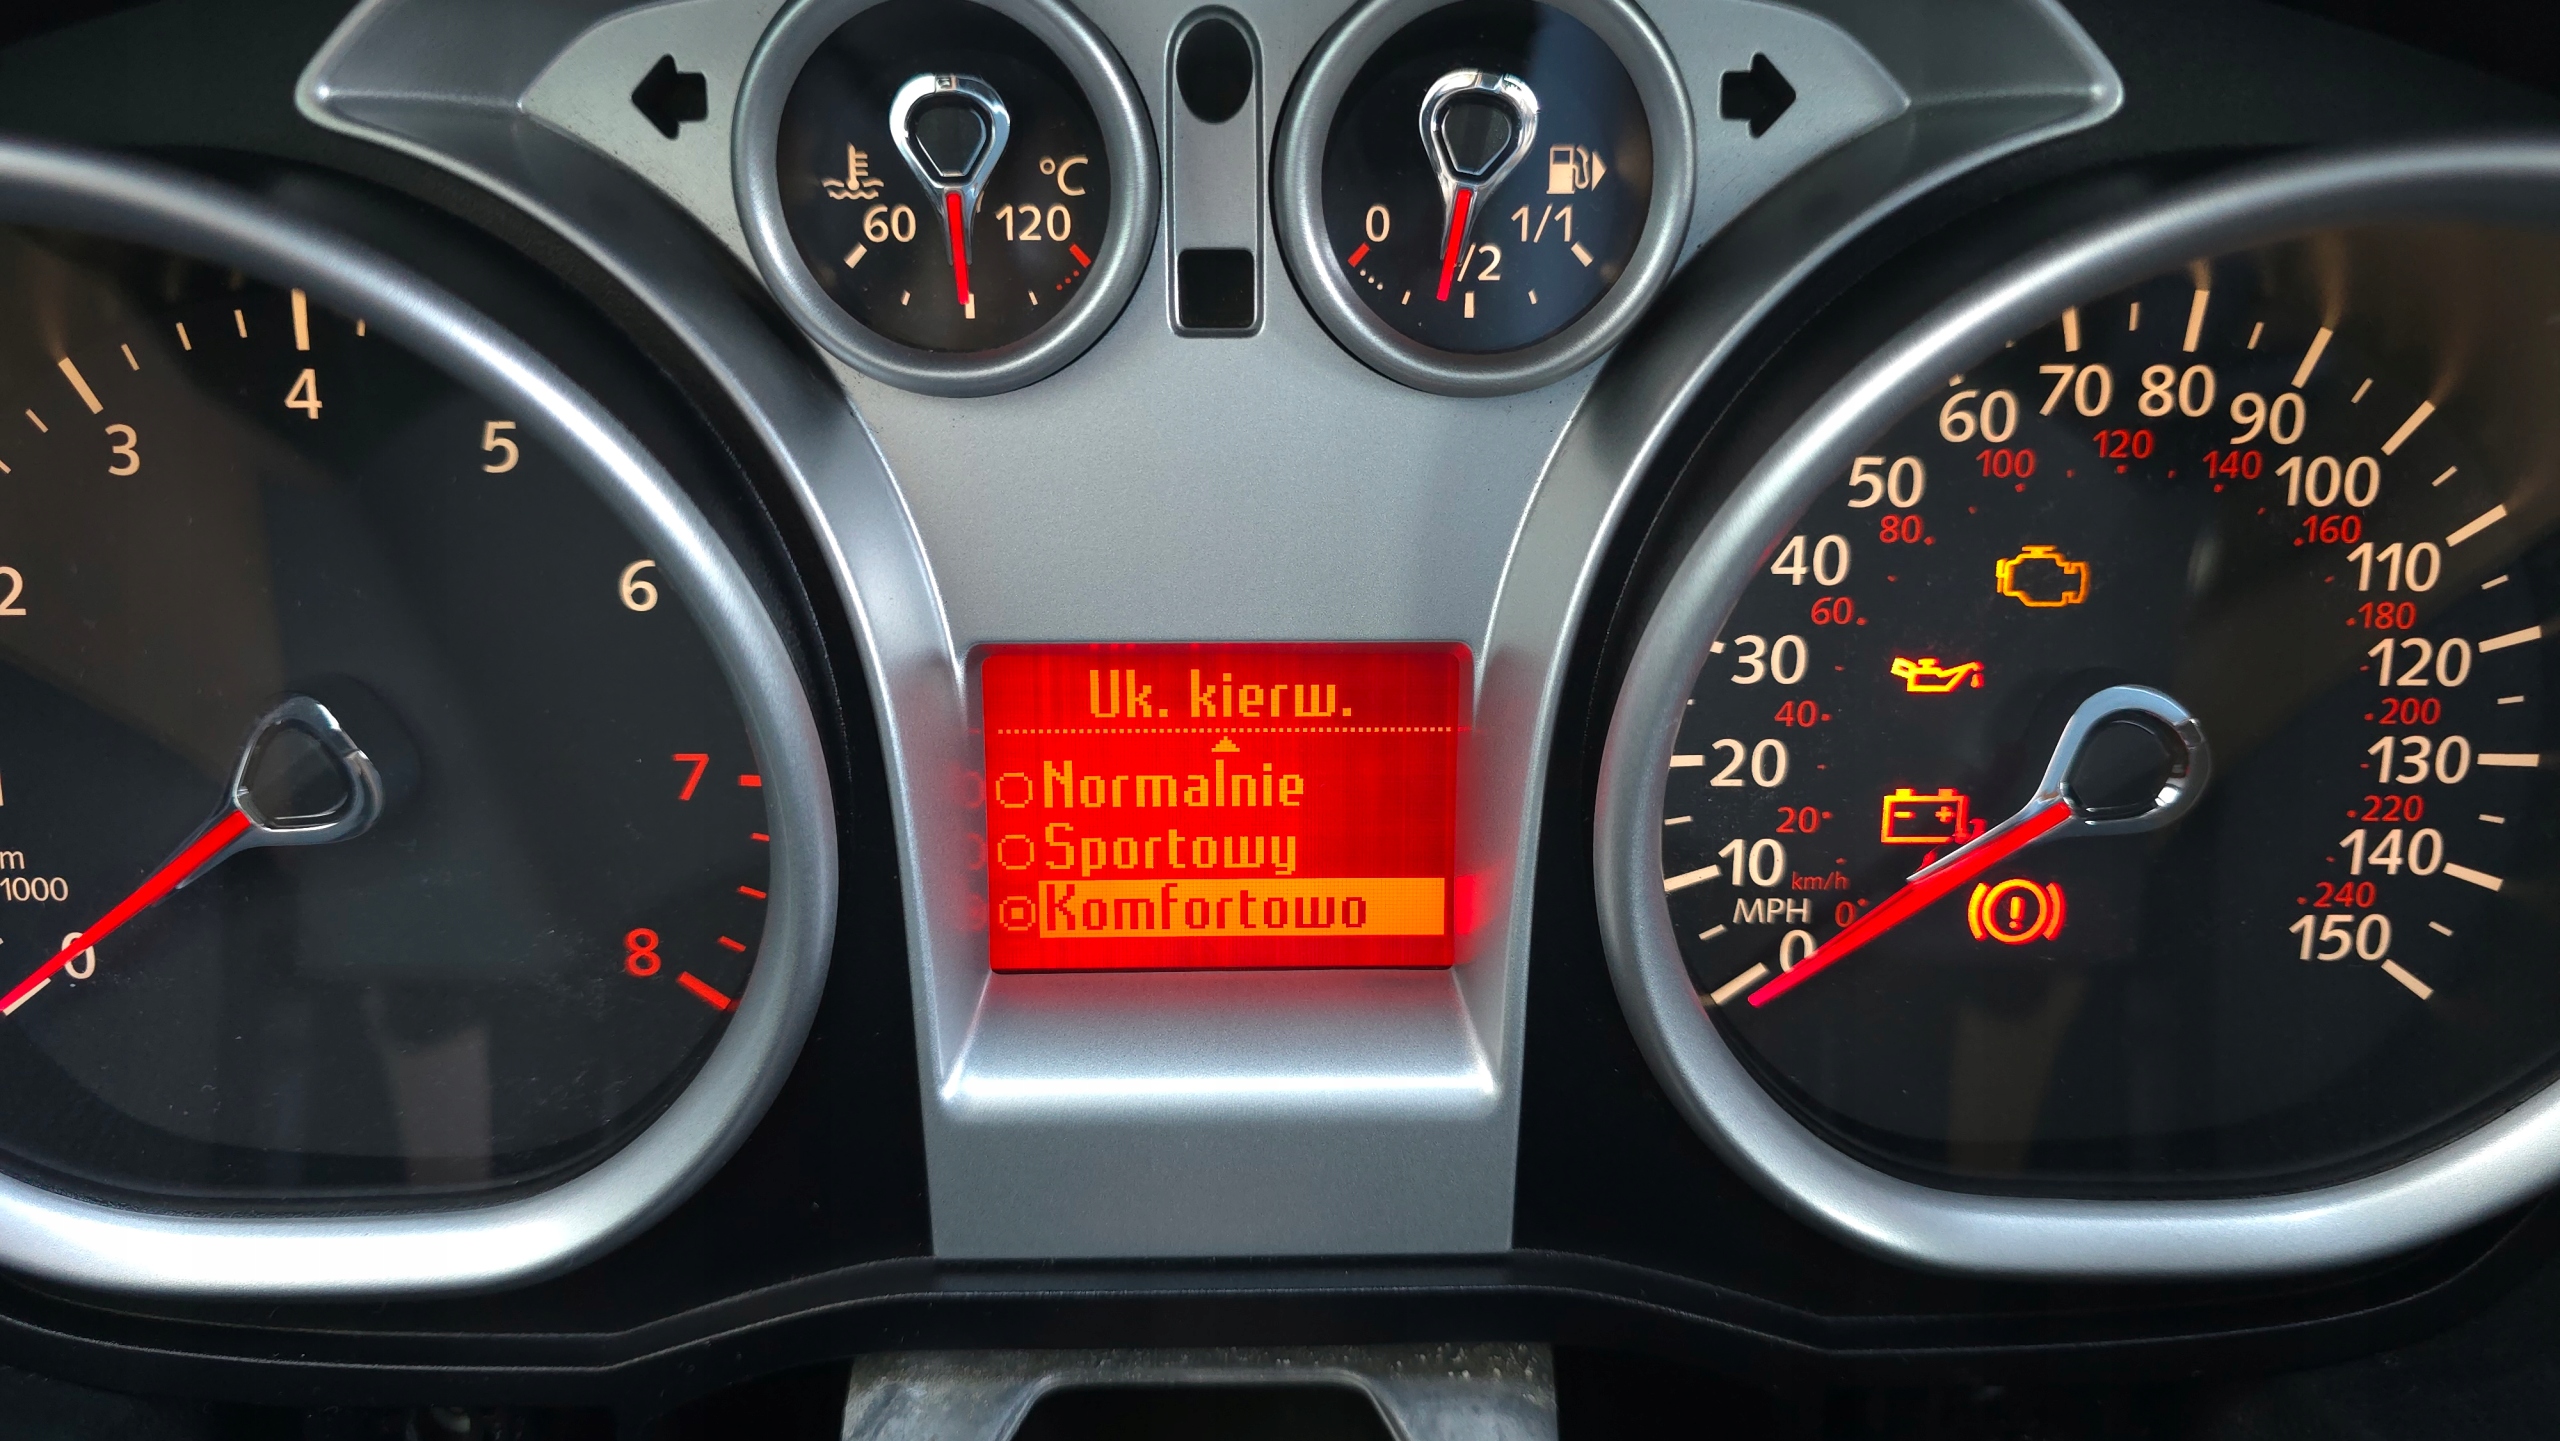 60 120 °C
0 1/2 1/1
2 3 4 5 6 7 8
1000
0
Uk. kierw.
Normalnie
Sportowy
Komfortowo
0 10 20 30 40 50 60 70 80 90 100 110 120 130 140 150
MPH
0 20 40 60 80 100 120 140 160 180 200 220 240
km/h